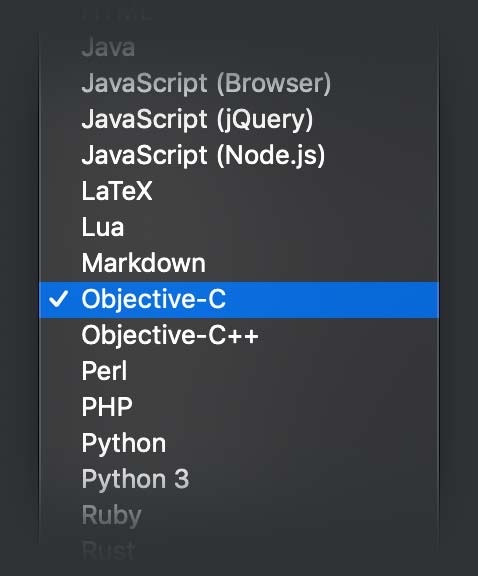 HTML
Java
JavaScript (Browser)
JavaScript (jQuery)
JavaScript (Node.js)
LaTeX
Lua
Markdown
Objective-C
Objective-C++
Perl
PHP
Python
Python 3
Ruby
Rust